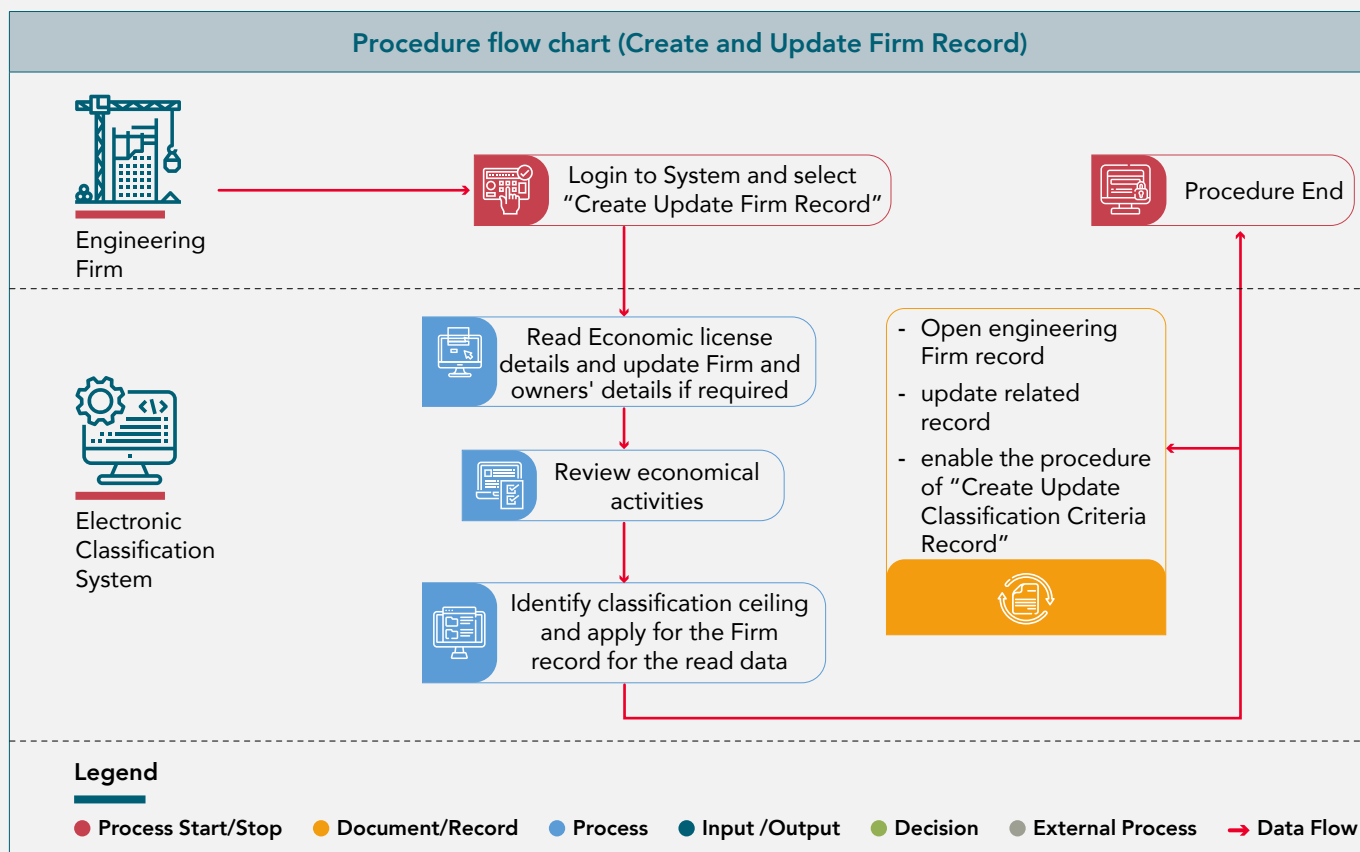 Procedure flow chart (Create and Update Firm Record)
Engineering
Firm
Login to System and select
“Create Update Firm Record”
Procedure End
Electronic
Classification
System
Read Economic license
details and update Firm and
owners' details if required
Review economical
activities
Identify classification ceiling
and apply for the Firm
record for the read data
- Open engineering
Firm record
- update related
record
- enable the procedure
of “Create Update
Classification Criteria
Record”
Legend
Process Start/Stop
Document/Record
Process
Input /Output
Decision
External Process
Data Flow